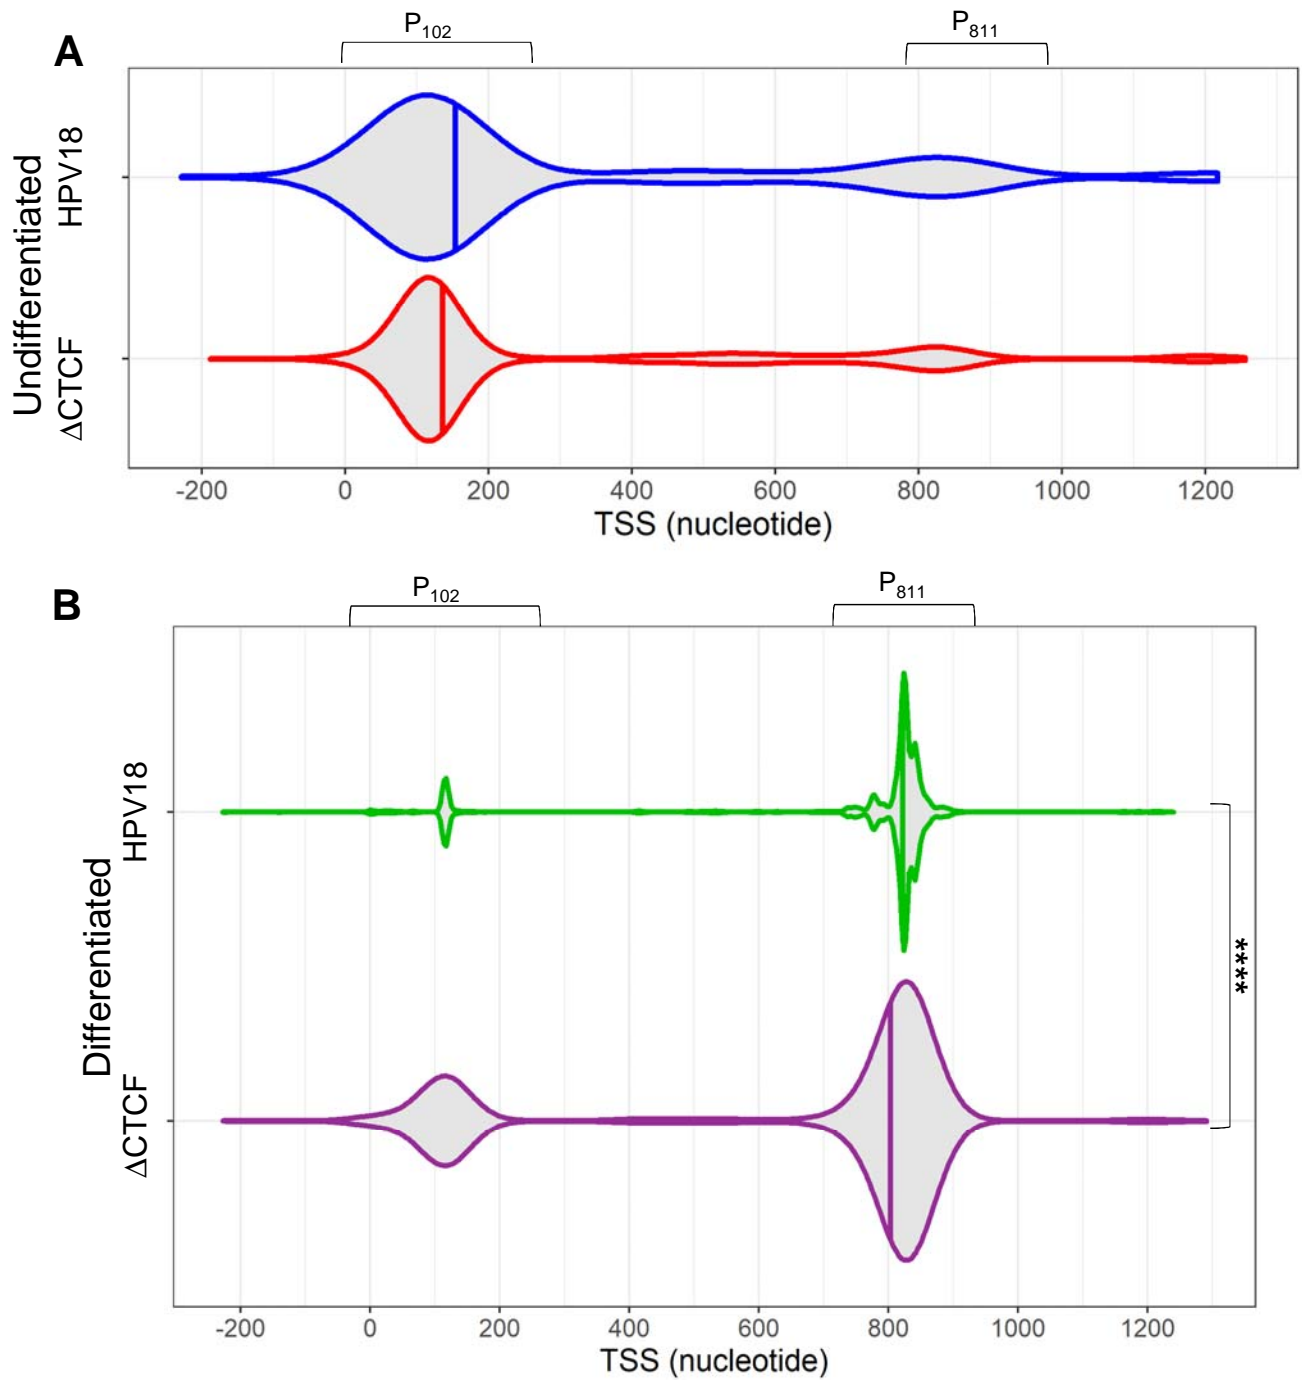 A
P102
P811
Undifferentiated
HPV18
ΔCTCF
-200 0 200 400 600 800 1000 1200
TSS (nucleotide)
B
P102
P811
Differentiated
HPV18
ΔCTCF
****
-200 0 200 400 600 800 1000 1200
TSS (nucleotide)